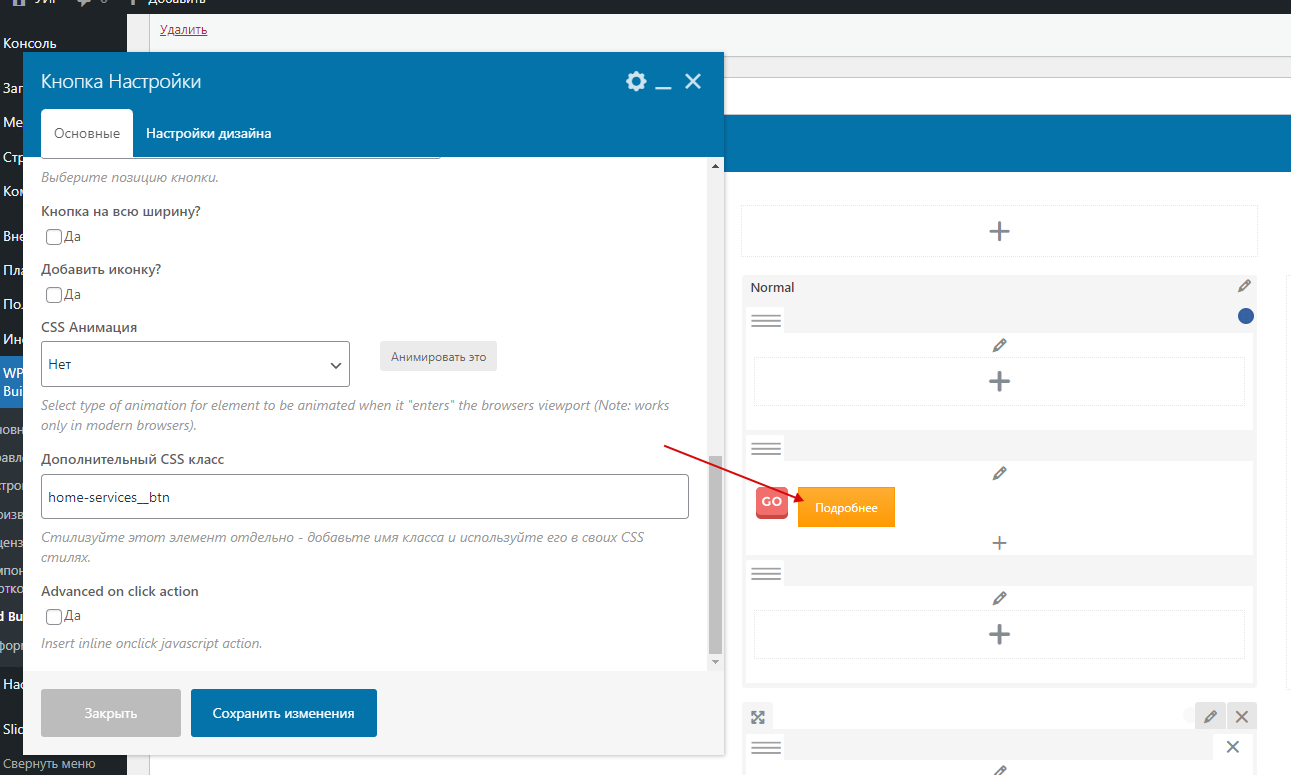 Добавить
Удалить
Консоль
Кнопка Настройки
Основные
Настройки дизайна
Выберите позицию кнопки.
Кнопка на всю ширину?
Да
Добавить иконку?
Да
CSS Анимация
Нет
Анимировать это
Select type of animation for element to be animated when it "enters" the browsers viewport (Note: works
only in modern browsers).
Дополнительный CSS класс
home-services__btn
Стилизуйте этот элемент отдельно - добавьте имя класса и используйте его в своих CSS
стилях.
Advanced on click action
Да
Insert inline onclick javascript action.
Закрыть
Сохранить изменения
Normal
GO
Подробнее
WP
Свернуть меню